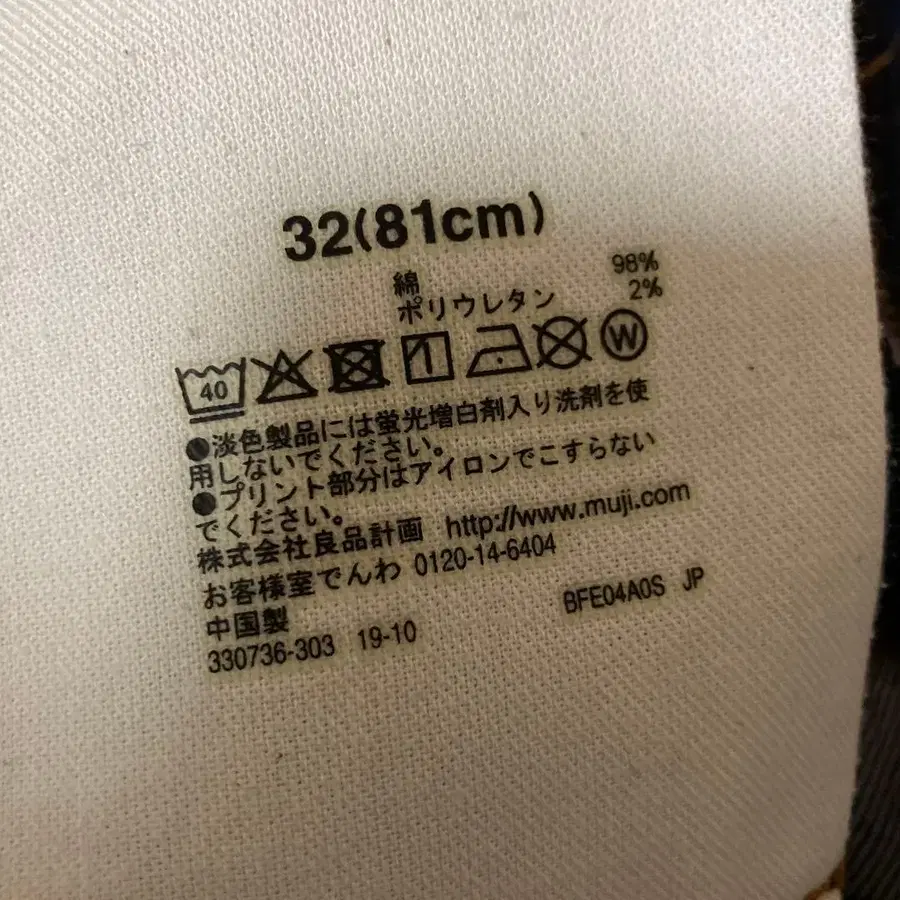 32(81cm)
綿 98%
ポリウレタン 2%
40 W
●淡色製品には蛍光増白剤入り洗剤を使
用しないでください。
●プリント部分はアイロンでこすらない
でください。
株式会社良品計画 http://www.muji.com
お客様室でんわ 0120-14-6404
中国製 BFE04A0S JP
330736-303 19-10